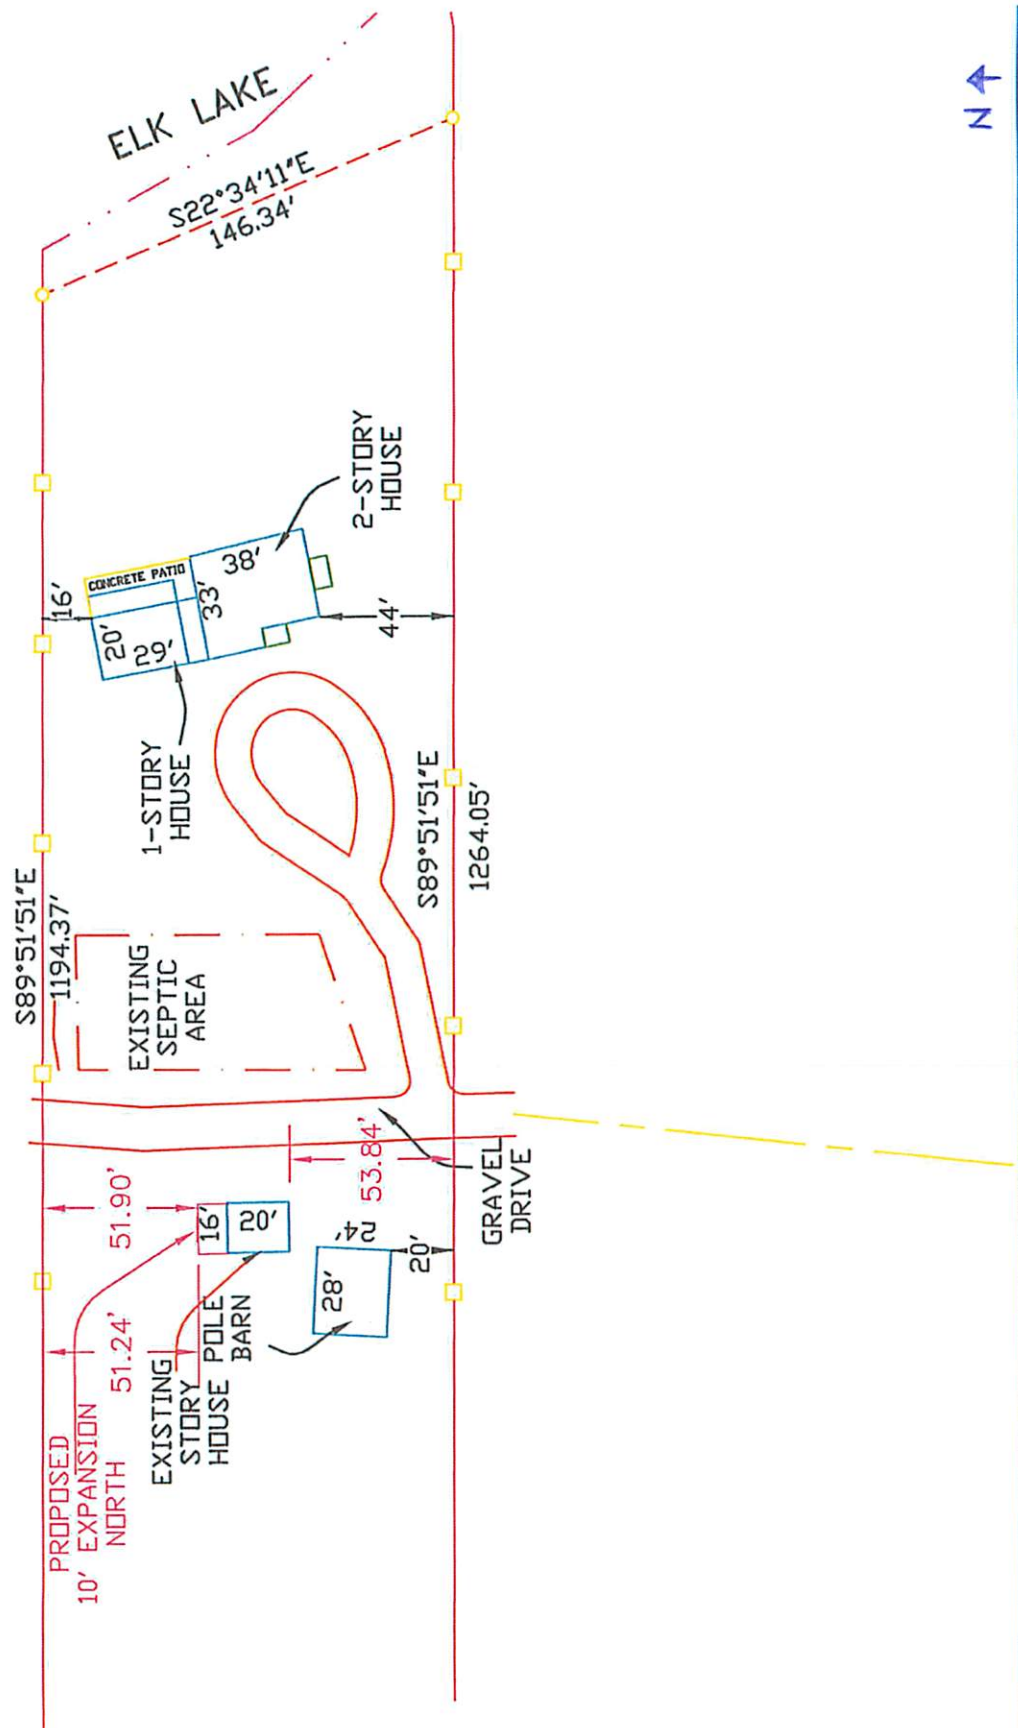 N
ELK LAKE
S22°34'11"E
146.34'
2-STORY
HOUSE
CONCRETE PATIO
38'
33'
16'
20'
29'
44'
1-STORY
HOUSE
S89°51'51"E
1264.05'
S89°51'51"E
1194.37'
EXISTING
SEPTIC
AREA
53.84'
GRAVEL
DRIVE
51.90'
16'
20'
24'
20'
28'
51.24'
POLE
BARN
EXISTING
STORY
HOUSE
PROPOSED
10' EXPANSION
NORTH